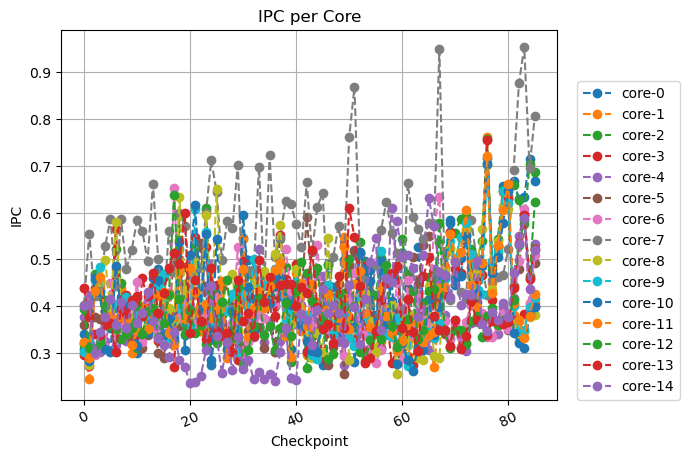 IPC per Core
IPC
0.9
0.8
0.7
0.6
0.5
0.4
0.3
0
20
40
60
80
Checkpoint
core-0
core-1
core-2
core-3
core-4
core-5
core-6
core-7
core-8
core-9
core-10
core-11
core-12
core-13
core-14